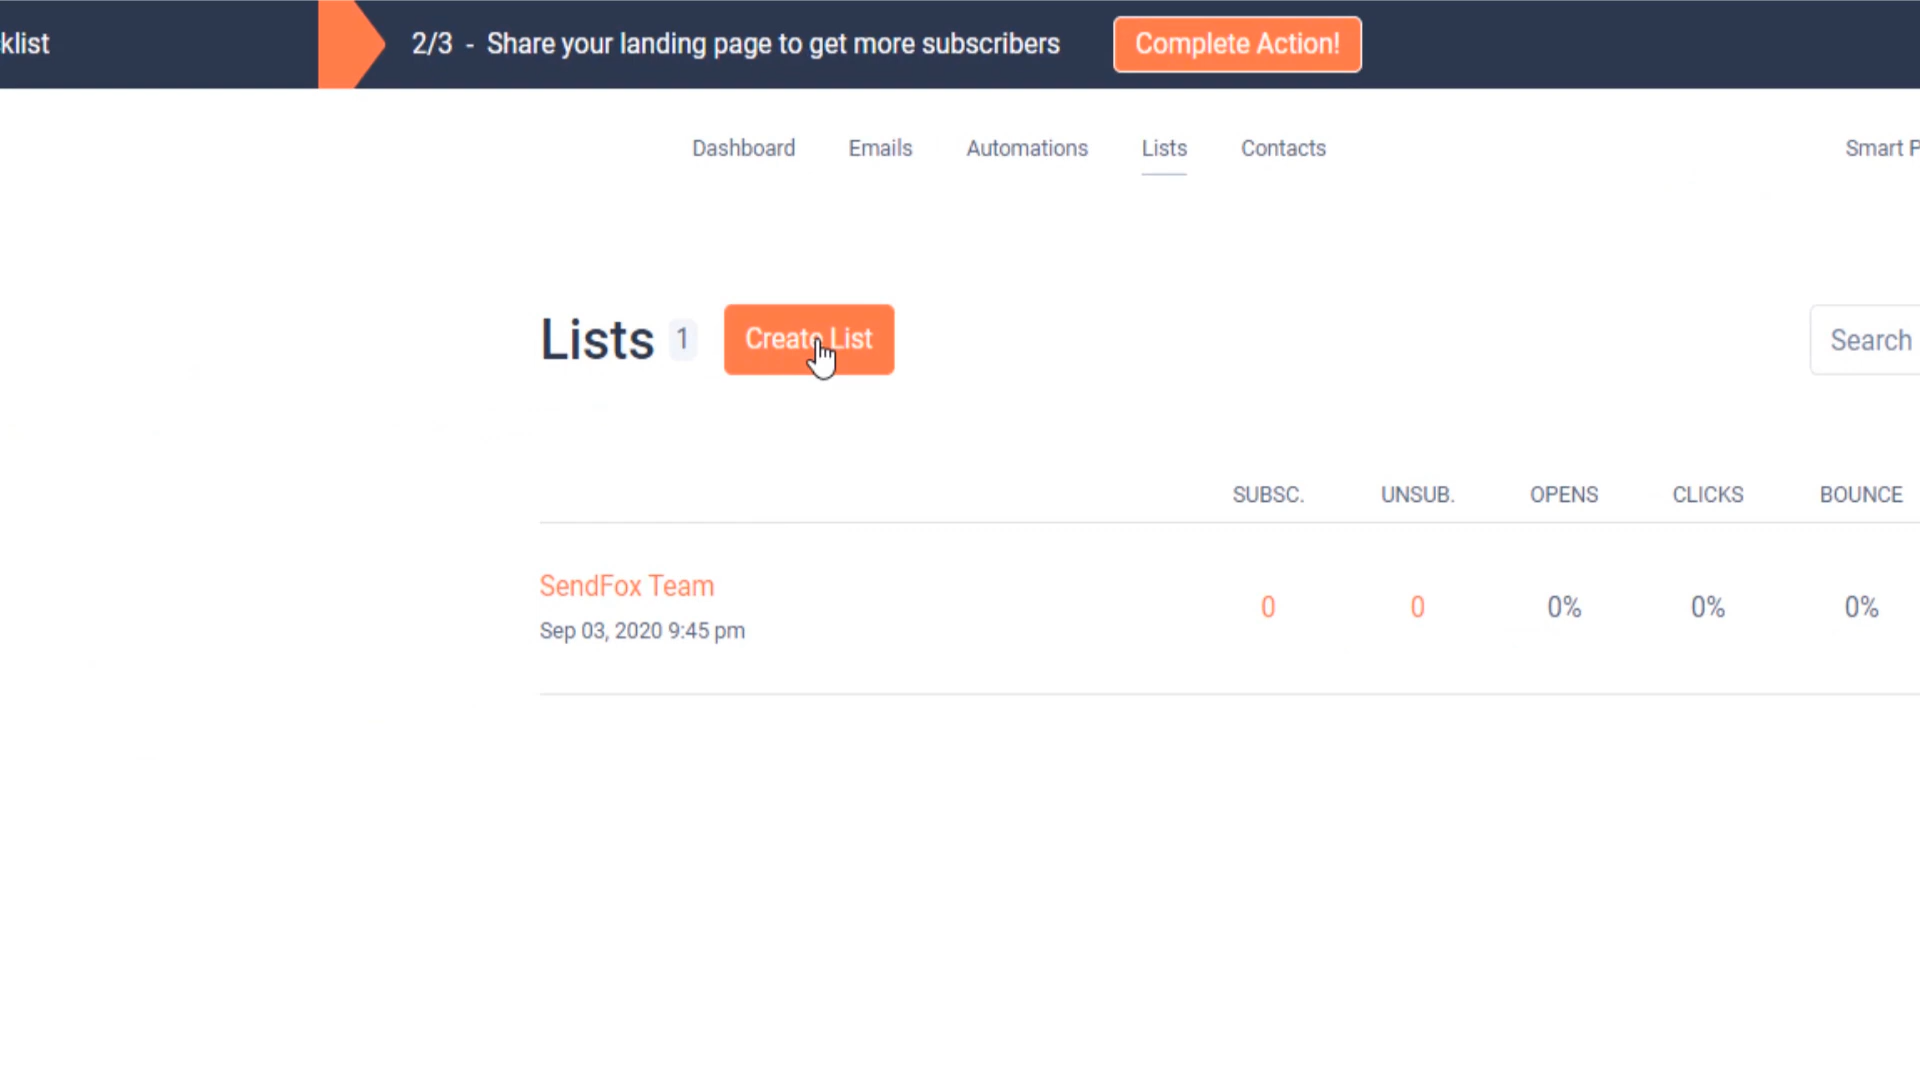 klist
2/3 - Share your landing page to get more subscribers
Complete Action!
Dashboard Emails Automations Lists Contacts Smart P
Lists 1 Create List Search
SUBSC. UNSUB. OPENS CLICKS BOUNCE
SendFox Team
0 0 0% 0% 0%
Sep 03, 2020 9:45 pm